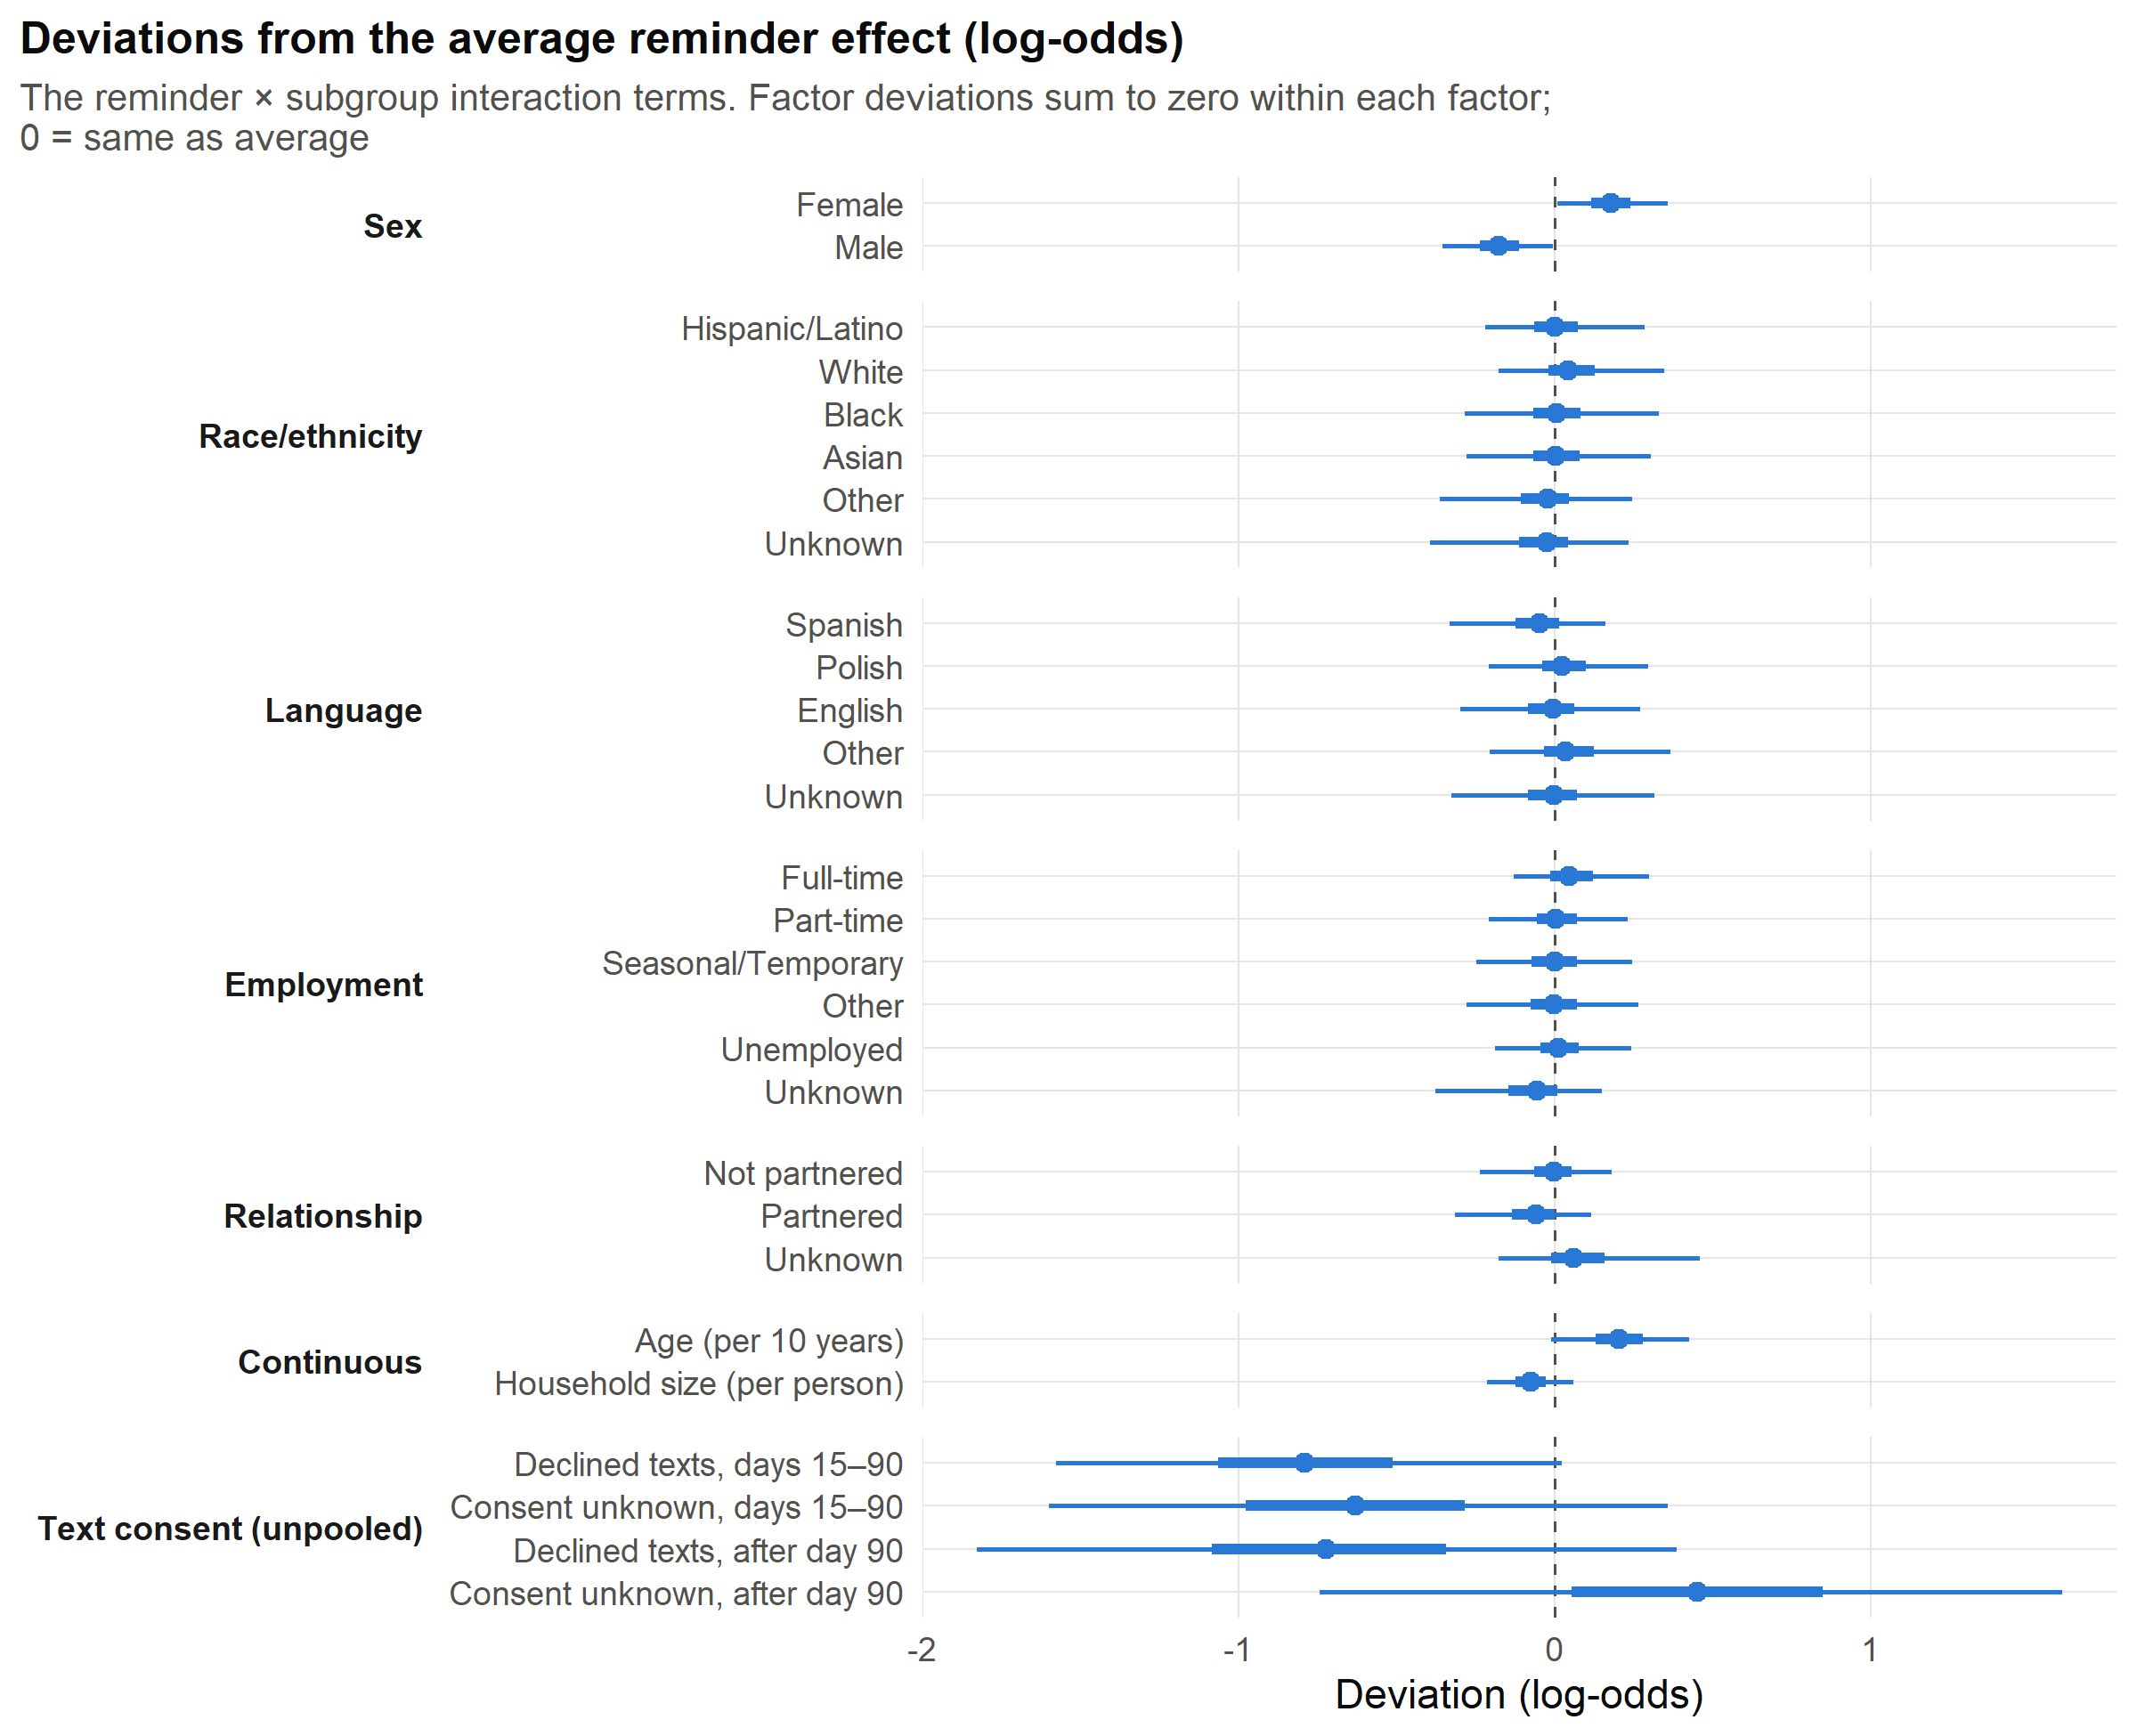 Deviations from the average reminder effect (log-odds)
The reminder × subgroup interaction terms. Factor deviations sum to zero within each factor;
0 = same as average
Sex
Female
Male
Race/ethnicity
Hispanic/Latino
White
Black
Asian
Other
Unknown
Language
Spanish
Polish
English
Other
Unknown
Employment
Full-time
Part-time
Seasonal/Temporary
Other
Unemployed
Unknown
Relationship
Not partnered
Partnered
Unknown
Continuous
Age (per 10 years)
Household size (per person)
Text consent (unpooled)
Declined texts, days 15–90
Consent unknown, days 15–90
Declined texts, after day 90
Consent unknown, after day 90
-2 -1 0 1
Deviation (log-odds)